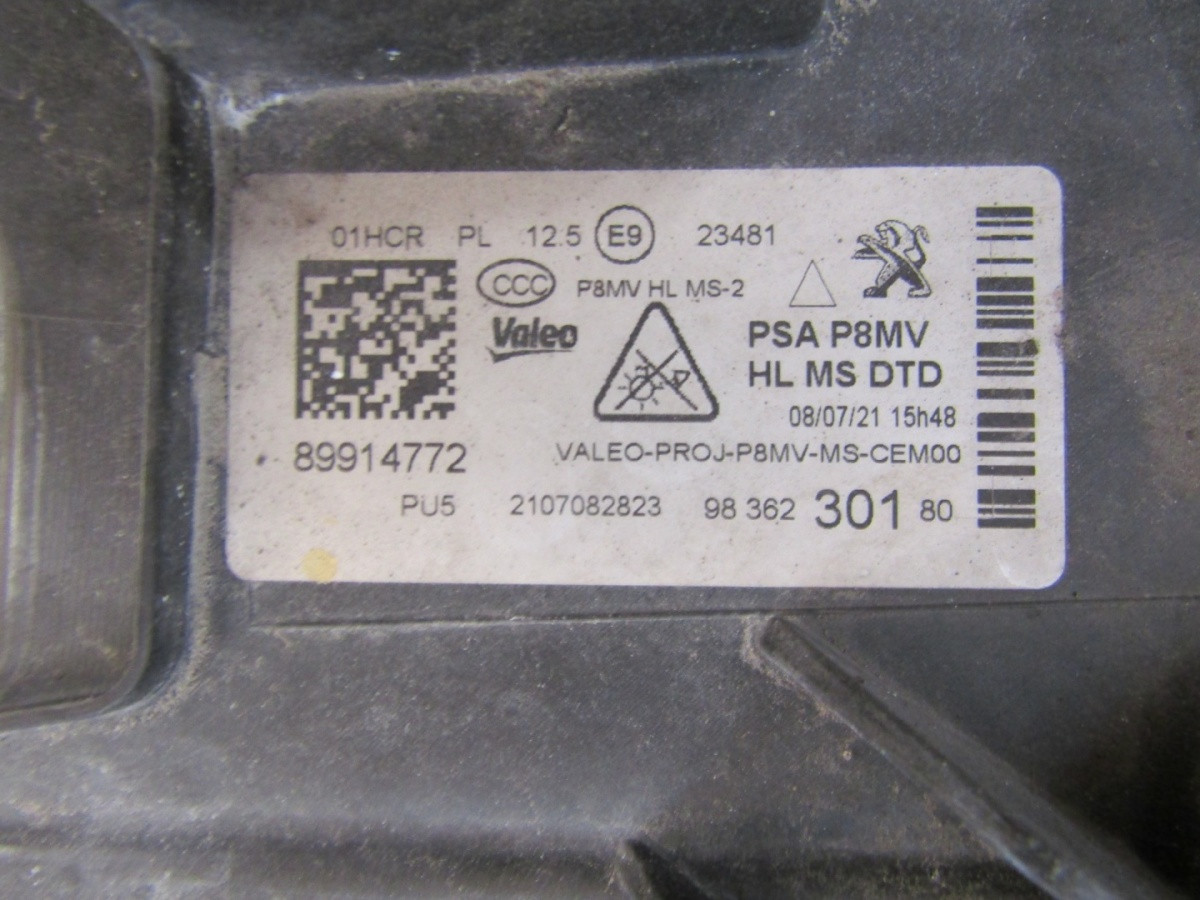 01HCR PL 12.5 E9 23481
CCC P8MV HL MS-2
Valeo
PSA P8MV
HL MS DTD
08/07/21 15h48
89914772
VALEO-PROJ-P8MV-MS-CEM00
PU5 2107082823 98 362 301 80